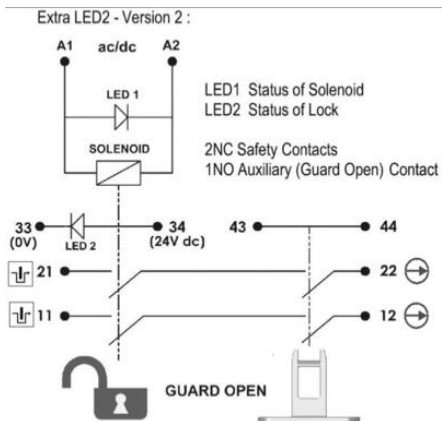 Extra LED2 - Version 2 :
A1 ac/dc A2
LED 1
LED1 Status of Solenoid
LED2 Status of Lock
SOLENOID
2NC Safety Contacts
1NO Auxiliary (Guard Open) Contact
33 34 43 44
(0V) LED 2 (24V dc)
21 22
11 12
GUARD OPEN